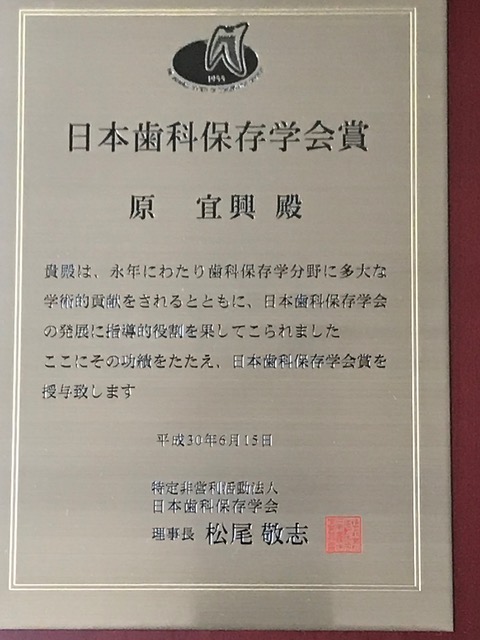 1955
日本歯科保存学会賞
原 宜興 殿
貴殿は、永年にわたり歯科保存学分野に多大な
学術的貢献をされるとともに、日本歯科保存学会
の発展に指導的役割を果してこられました
ここにその功績をたたえ、日本歯科保存学会賞を
授与致します
平成30年6月15日
特定非営利活動法人
日本歯科保存学会
理事長 松尾敬志